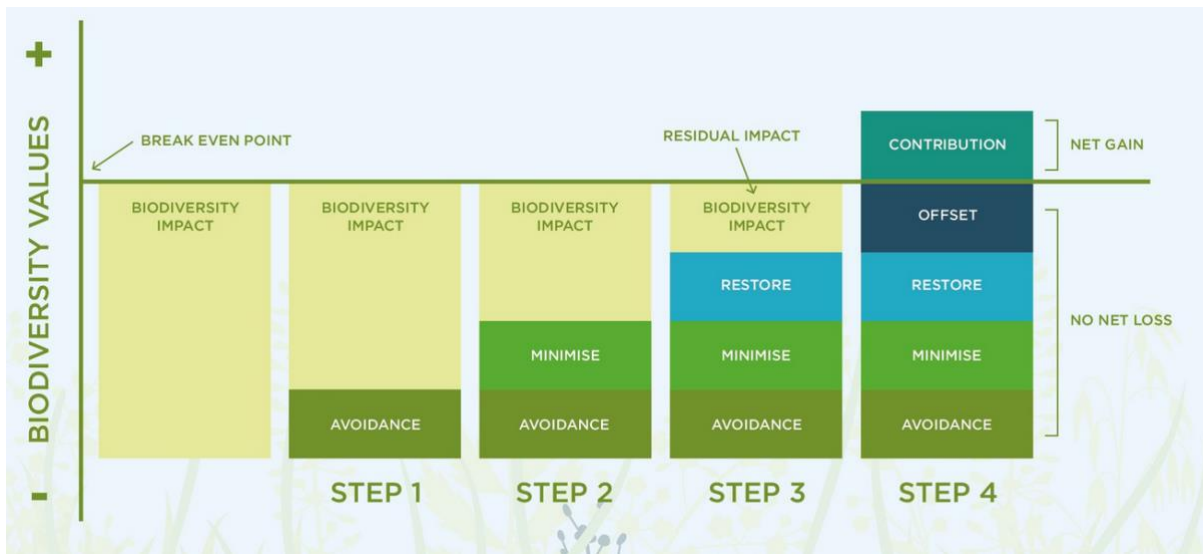 +
BIODIVERSITY VALUES
-
BREAK EVEN POINT
RESIDUAL IMPACT
BIODIVERSITY
IMPACT
BIODIVERSITY
IMPACT
AVOIDANCE
STEP 1
BIODIVERSITY
IMPACT
MINIMISE
AVOIDANCE
STEP 2
BIODIVERSITY
IMPACT
RESTORE
MINIMISE
AVOIDANCE
STEP 3
CONTRIBUTION
OFFSET
RESTORE
MINIMISE
AVOIDANCE
STEP 4
NET GAIN
NO NET LOSS